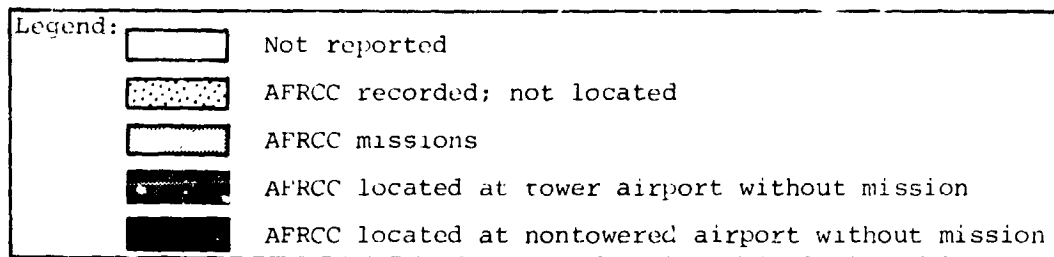 Legend:
Not reported
AFRCC recorded; not located
AFRCC missions
AFRCC located at tower airport without mission
AFRCC located at nontowered airport without mission